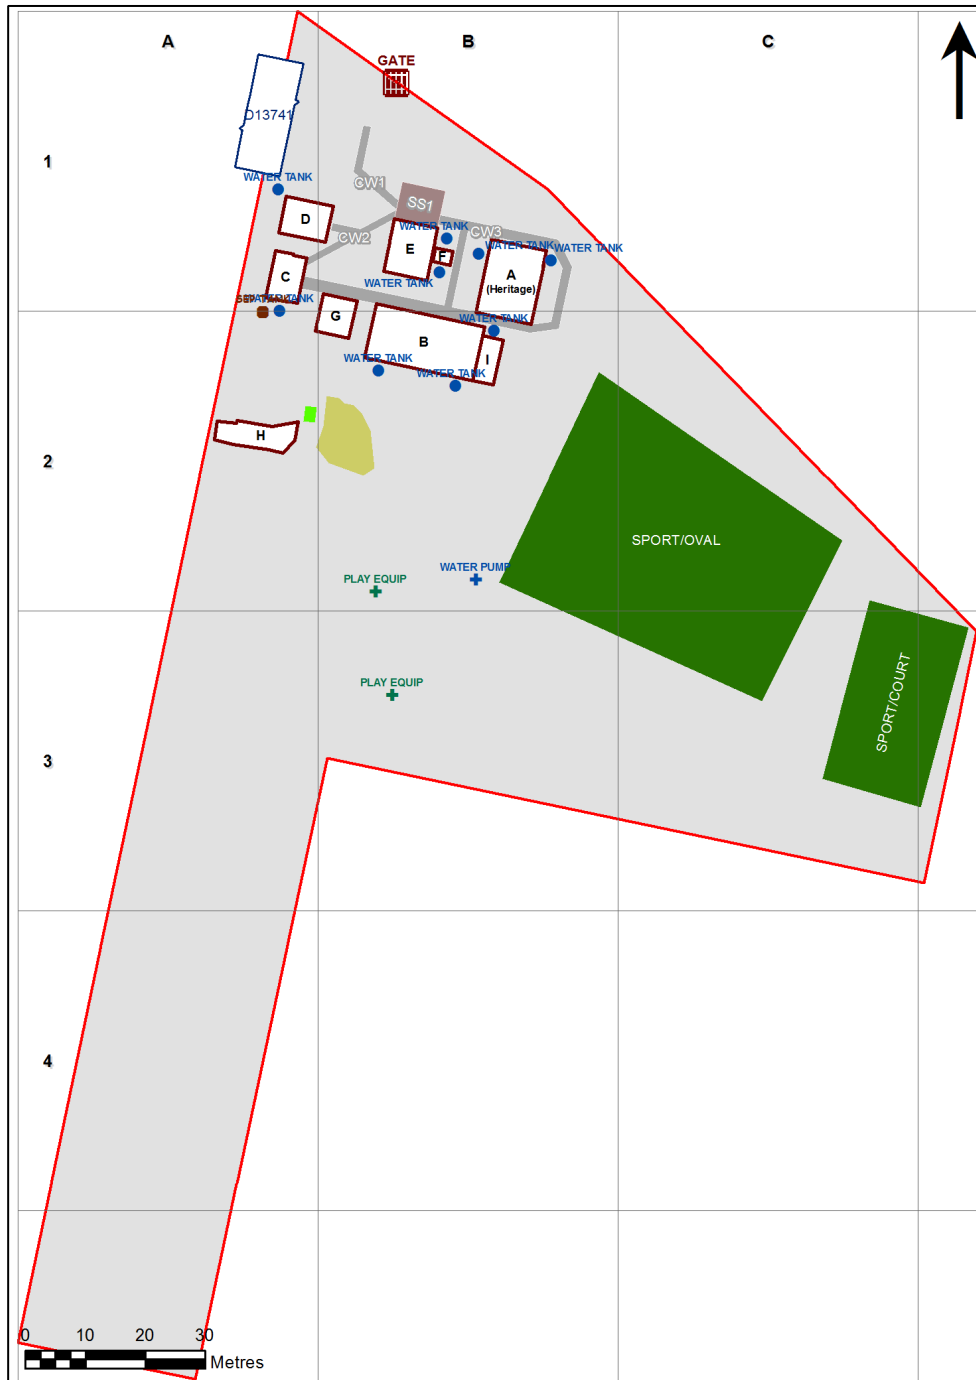 A
B
C
GATE
D13741
1
WATER TANK
CW1
SS1
D
CW2
WATER TANK
CW3
E
F
WATER TANK
WATER TANK
A
(Heritage)
WATER TANK
C
WATER TANK
G
WATER TANK
B
I
WATER TANK
WATER TANK
H
2
SPORT/OVAL
WATER PUMP
PLAY EQUIP
PLAY EQUIP
SPORT/COURT
3
4
0 10 20 30
Metres